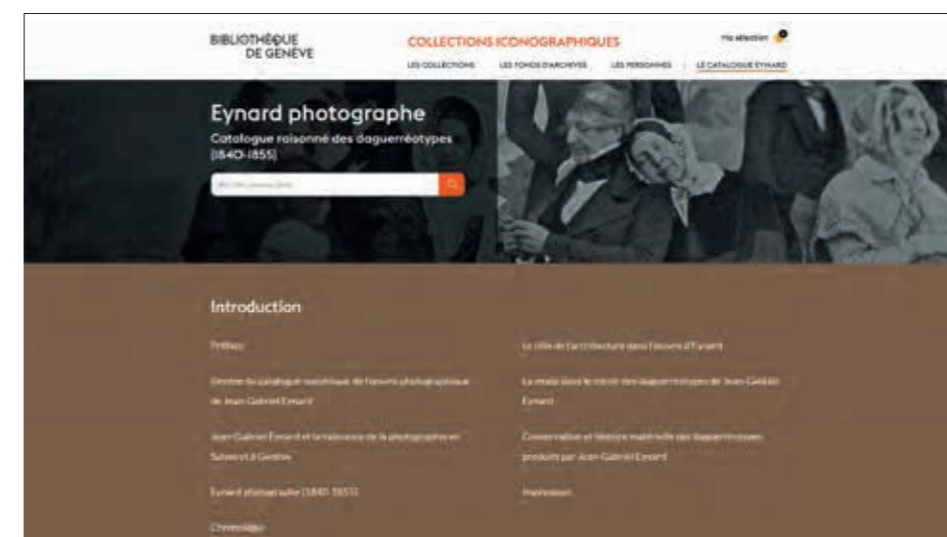 BIBLIOTHÈQUE
DE GENÈVE
COLLECTIONS ICONOGRAPHIQUES
Ma sélection
LES COLLECTIONS
LES FONDS D'ARCHIVES
LES PERSONNES
LE CATALOGUE EYNARD
Eynard photographe
Catalogue raisonné des daguerréotypes
(1840-1855)
Introduction
Préface
Genèse du catalogue numérique de l'œuvre photographique
de Jean-Gabriel Eynard
Jean-Gabriel Eynard et la naissance de la photographie en
Suisse et à Genève
Eynard photographe (1840-1855)
Chronologie
Le rôle de l'architecture dans l'œuvre d'Eynard
La mode dans le miroir des daguerréotypes de Jean-Gabriel
Eynard
Conservation et histoire matérielle des daguerréotypes
produits par Jean-Gabriel Eynard
Impressum